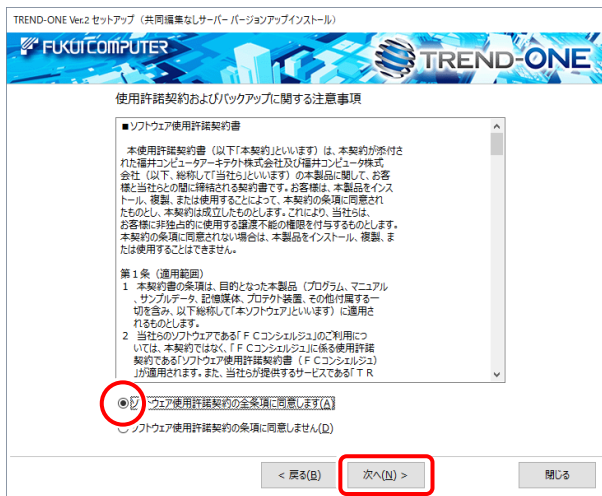 TREND-ONE Ver.2 セットアップ（共同編集なしサーバー バージョンアップインストール）
FUKUI COMPUTER
TREND-ONE
使用許諾契約およびバックアップに関する注意事項
■ソフトウェア使用許諾契約書
本使用許諾契約書（以下「本契約」といいます）は、本契約が添付さ
れた福井コンピュータアーキテクト株式会社及び福井コンピュータ株式
会社（以下、総称して「当社ら」といいます）の本製品に関して、お客
様と当社らとの間に締結される契約書です。お客様は、本製品をインス
トール、複製、または使用することによって、本契約の条項に同意され
たものとし、本契約は成立したものとします。これにより、当社らは、
お客様に非独占的に使用する譲渡不能の権限を付与するものとします。
本契約の条項に同意されない場合は、本製品をインストール、複製、ま
たは使用することはできません。
第１条（適用範囲）
１　本契約書の条項は、目的となった本製品（プログラム、マニュアル
、サンプルデータ、記憶媒体、プロテクト装置、その他付属する一
切を含み、以下総称して「本ソフトウェア」といいます）に適用さ
れるものとします。
２　当社らのソフトウェアである「ＦＣコンシェルジュ」のご利用につ
いては、本契約ではなく、「ＦＣコンシェルジュ」に係る使用許諾
契約である「ソフトウェア使用許諾契約書（ＦＣコンシェルジュ）
」が適用されます。また、当社らが提供するサービスである「ＴＲ
ソフトウェア使用許諾契約の全条項に同意します(A)
ソフトウェア使用許諾契約の条項に同意しません(D)
< 戻る(B)
次へ(N) >
閉じる